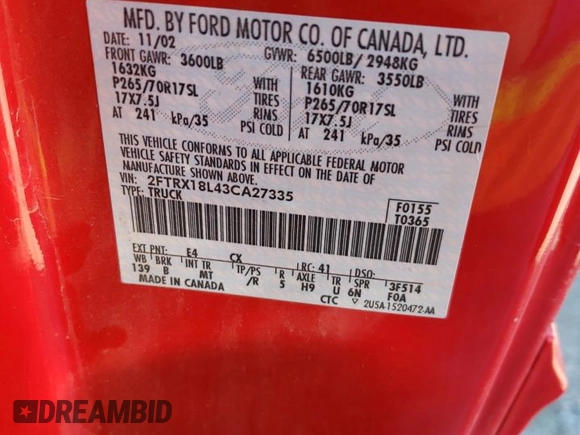 MFD. BY FORD MOTOR CO. OF CANADA, LTD.
DATE: 11/02 GVWR: 6500LB/ 2948KG
FRONT GAWR: 3600LB REAR GAWR: 3550LB
1632KG WITH 1610KG WITH
P265/70R17SL TIRES P265/70R17SL TIRES
17X7.5J RIMS 17X7.5J RIMS
AT 241 kPa/35 PSI COLD AT 241 kPa/35 PSI COLD
THIS VEHICLE CONFORMS TO ALL APPLICABLE FEDERAL MOTOR
VEHICLE SAFETY STANDARDS IN EFFECT ON THE DATE OF
MANUFACTURE SHOWN ABOVE.
VIN: 2FTRX18L43CA27335 F0155
TYPE: TRUCK T0365
EXT PNT: E4 CX RC: 41 DSO:
WB BRK INT TR TP/PS R AXLE TR SPR 3F514
139 B MT /R 5 H9 U 6N F0A
MADE IN CANADA CTC 2U5A-1520472-AA
DREAMBID